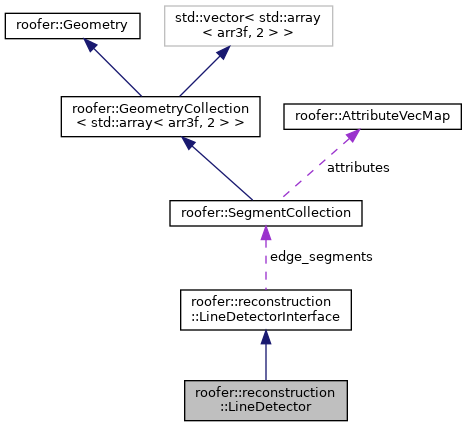 roofer::Geometry
std::vector< std::array
< arr3f, 2 > >
roofer::GeometryCollection
< std::array< arr3f, 2 > >
roofer::AttributeVecMap
attributes
roofer::SegmentCollection
edge_segments
roofer::reconstruction
::LineDetectorInterface
roofer::reconstruction
::LineDetector